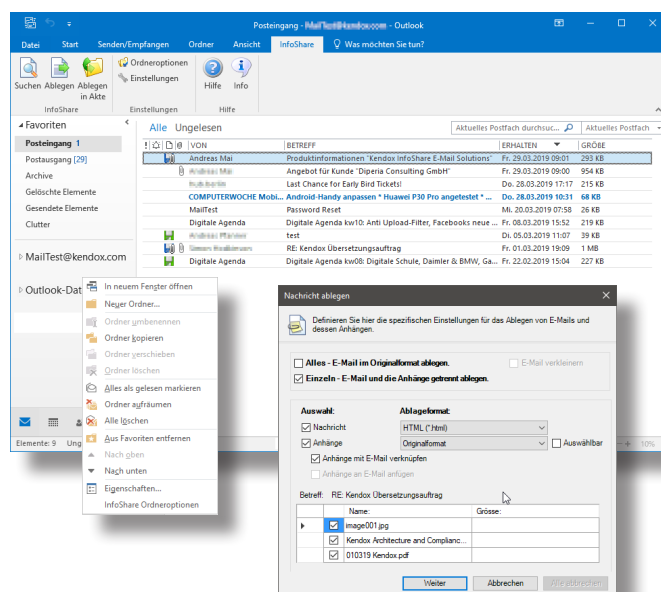 Posteingang - - Outlook
Datei Start Senden/Empfangen Ordner Ansicht InfoShare Was möchten Sie tun?
Suchen Ablegen Ablegen in Akte
Ordneroptionen
Einstellungen
Hilfe Info
InfoShare Einstellungen Hilfe
Favoriten
Posteingang 1
Postausgang [29]
Archive
Gelöschte Elemente
Gesendete Elemente
Clutter
MailTest@kendox.com
Outlook-Dat
Alle Ungelesen
Aktuelles Postfach durchsuc... Aktuelles Postfach
VON BETREFF ERHALTEN GRÖßE
Andreas Mai Produktinformationen "Kendox InfoShare E-Mail Solutions" Fr. 29.03.2019 09:01 293 KB
Angebot für Kunde "Diperia Consulting GmbH" Fr. 29.03.2019 09:00 954 KB
Last Chance for Early Bird Tickets! Do. 28.03.2019 17:17 215 KB
COMPUTERWOCHE Mobi... Android-Handy anpassen * Huawei P30 Pro angetestet * ... Do. 28.03.2019 10:31 68 KB
MailTest Password Reset Mi. 20.03.2019 07:58 26 KB
Digitale Agenda Digitale Agenda kw10: Anti Upload-Filter, Facebooks neue ... Fr. 08.03.2019 15:52 219 KB
test Di. 05.03.2019 11:07 39 KB
RE: Kendox Übersetzungsauftrag Fr. 01.03.2019 19:09 1 MB
Digitale Agenda Digitale Agenda kw08: Digitale Schule, Daimler & BMW, Ga... Fr. 22.02.2019 15:04 227 KB
In neuem Fenster öffnen
Neuer Ordner...
Ordner umbenennen
Ordner kopieren
Ordner verschieben
Ordner löschen
Alles als gelesen markieren
Ordner aufräumen
Alle löschen
Aus Favoriten entfernen
Nach oben
Nach unten
Eigenschaften...
InfoShare Ordneroptionen
Elemente: 9 Ung
10%
Nachricht ablegen
Definieren Sie hier die spezifischen Einstellungen für das Ablegen von E-Mails und
dessen Anhängen.
Alles - E-Mail im Originalformat ablegen. E-Mail verkleinern
Einzeln - E-Mail und die Anhänge getrennt ablegen.
Auswahl: Ablageformat:
Nachricht HTML (*.html)
Anhänge Originalformat Auswählbar
Anhänge mit E-Mail verknüpfen
Anhänge an E-Mail anfügen
Betreff: RE: Kendox Übersetzungsauftrag
Name: Grösse:
image001.jpg
Kendox Architecture and Complianc...
010319 Kendox.pdf
Weiter Abbrechen Alle abbrechen